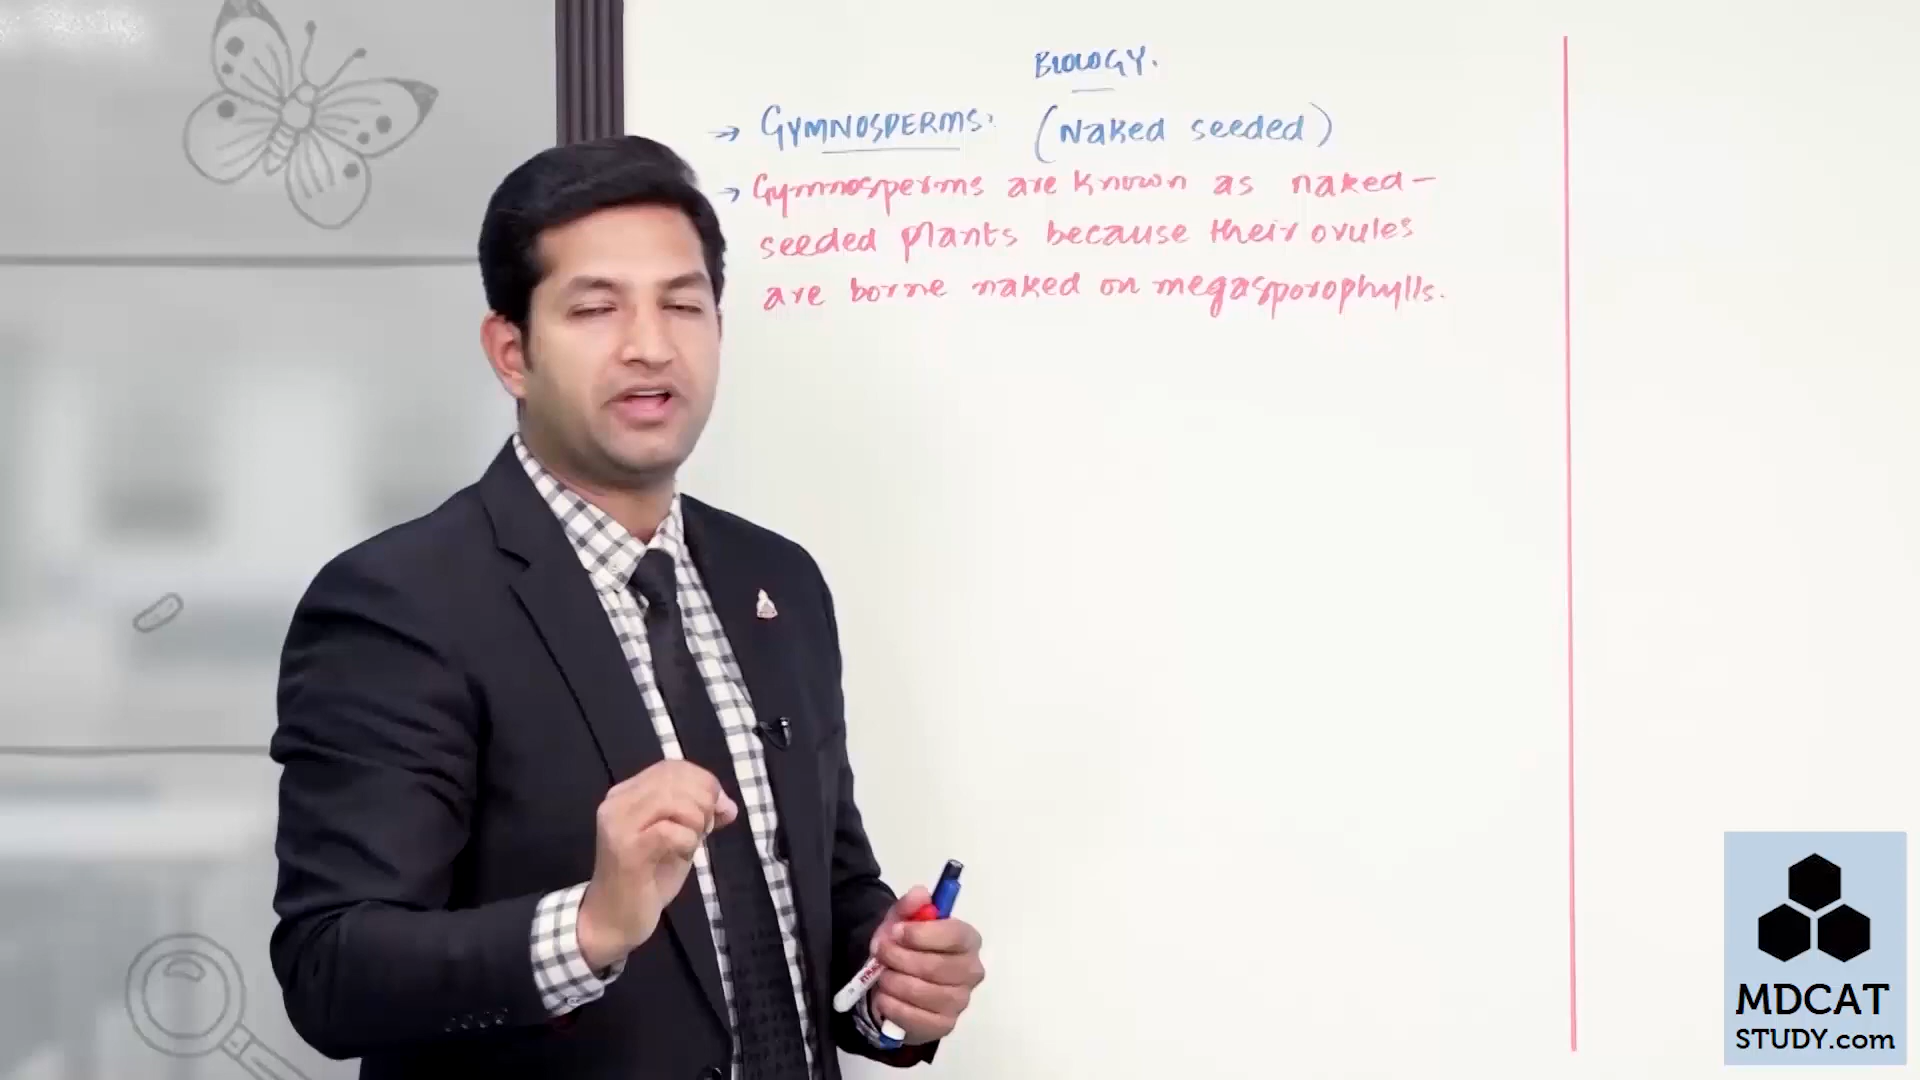 BIOLOGY.
→ GYMNOSPERMS: (Naked seeded)
→ Gymnosperms are known as naked-
seeded plants because their ovules
are borne naked on megasporophylls.
MDCAT
STUDY.com